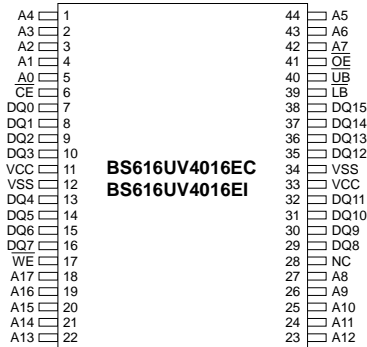 A4 1 44 A5
A3 2 43 A6
A2 3 42 A7
A1 4 41 OE
A0 5 40 UB
CE 6 39 LB
DQ0 7 38 DQ15
DQ1 8 37 DQ14
DQ2 9 36 DQ13
DQ3 10 35 DQ12
VCC 11 BS616UV4016EC 34 VSS
VSS 12 BS616UV4016EI 33 VCC
DQ4 13 32 DQ11
DQ5 14 31 DQ10
DQ6 15 30 DQ9
DQ7 16 29 DQ8
WE 17 28 NC
A17 18 27 A8
A16 19 26 A9
A15 20 25 A10
A14 21 24 A11
A13 22 23 A12